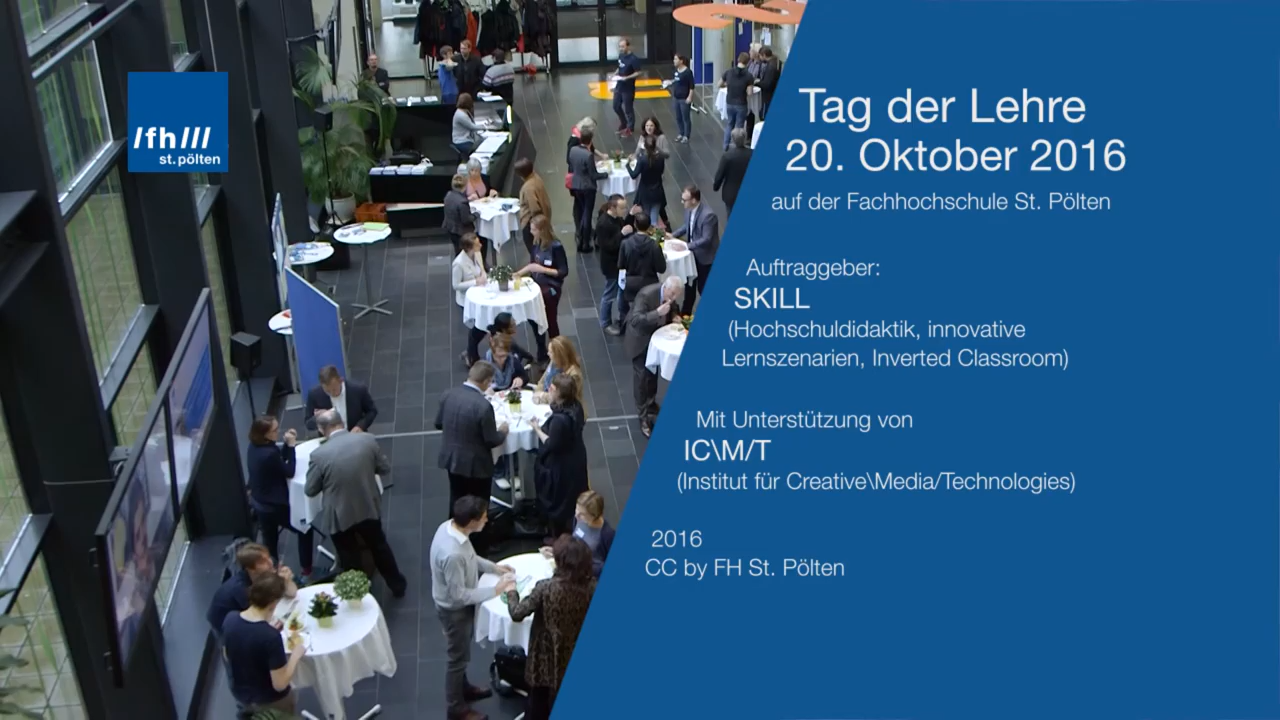 /fh///
st.pölten
Tag der Lehre
20. Oktober 2016
auf der Fachhochschule St. Pölten
Auftraggeber:
SKILL
(Hochschuldidaktik, innovative
Lernszenarien, Inverted Classroom)
Mit Unterstützung von
IC\M/T
(Institut für Creative\Media/Technologies)
2016
CC by FH St. Pölten